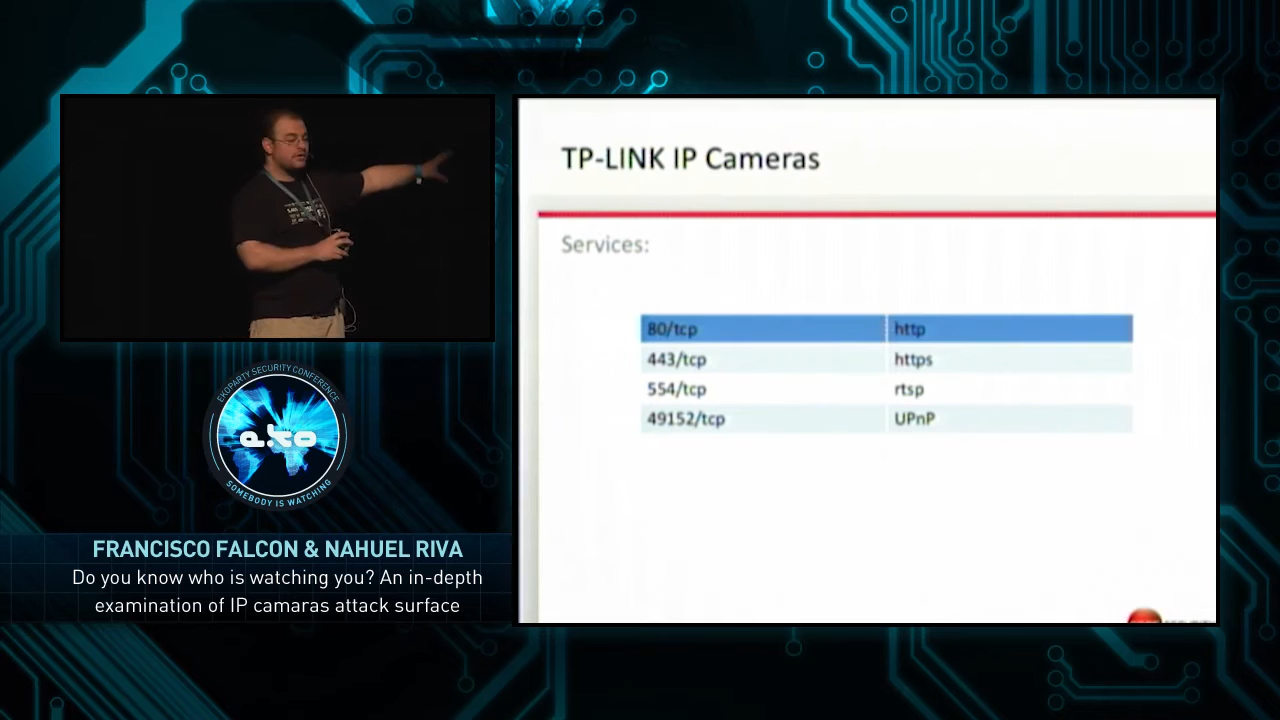 TP-LINK IP Cameras
Services:
80/tcp http
443/tcp https
554/tcp rtsp
49152/tcp UPnP
EKOPARTY SECURITY CONFERENCE
eko
SOMEBODY IS WATCHING
FRANCISCO FALCON & NAHUEL RIVA
Do you know who is watching you? An in-depth
examination of IP camaras attack surface